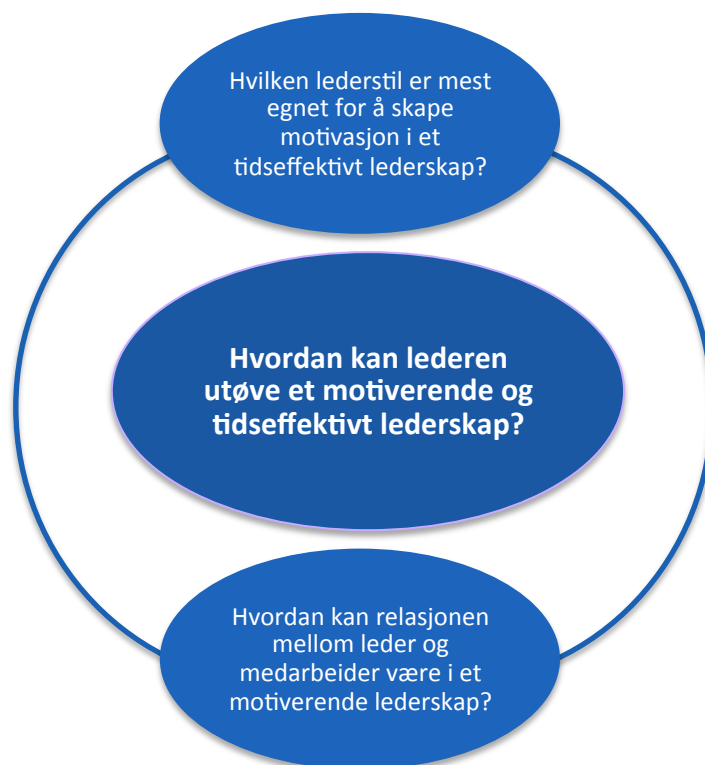 Hvilken lederstil er mest
egnet for å skape
motivasjon i et
tidseffektivt lederskap?
Hvordan kan lederen
utøve et motiverende og
tidseffektivt lederskap?
Hvordan kan relasjonen
mellom leder og
medarbeider være i et
motiverende lederskap?